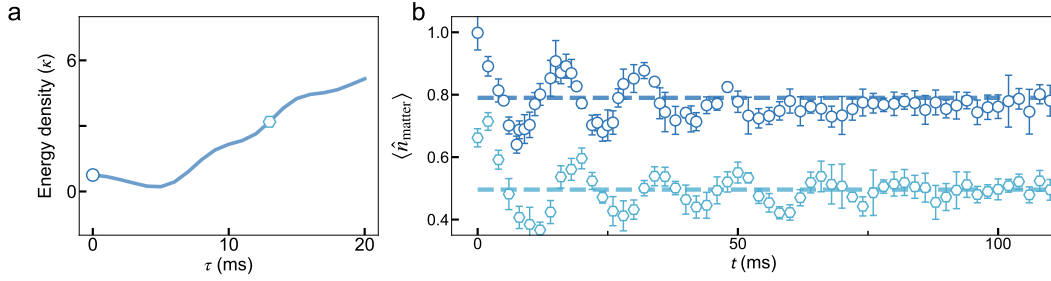 a
Energy density (κ)
6
0
0
10
20
τ (ms)
b
⟨n̂matter⟩
1.0
0.8
0.6
0.4
0
50
100
t (ms)